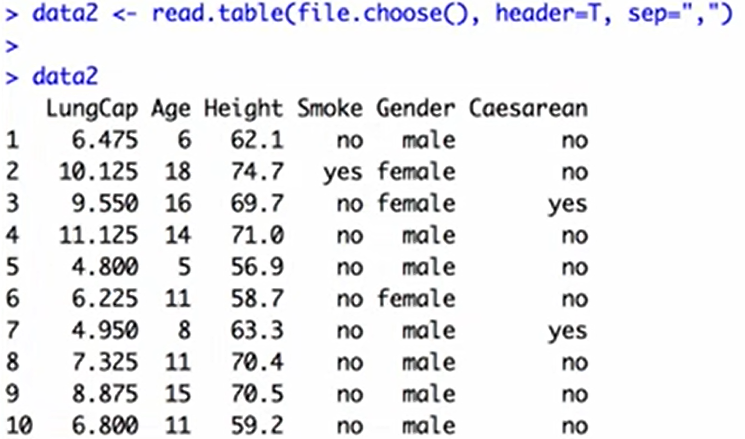 > data2 <- read.table(file.choose(), header=T, sep=",")
>
> data2
   LungCap Age Height Smoke Gender Caesarean
1    6.475   6   62.1    no   male        no
2   10.125  18   74.7   yes female        no
3    9.550  16   69.7    no female       yes
4   11.125  14   71.0    no   male        no
5    4.800   5   56.9    no   male        no
6    6.225  11   58.7    no female        no
7    4.950   8   63.3    no   male       yes
8    7.325  11   70.4    no   male        no
9    8.875  15   70.5    no   male        no
10   6.800  11   59.2    no   male        no